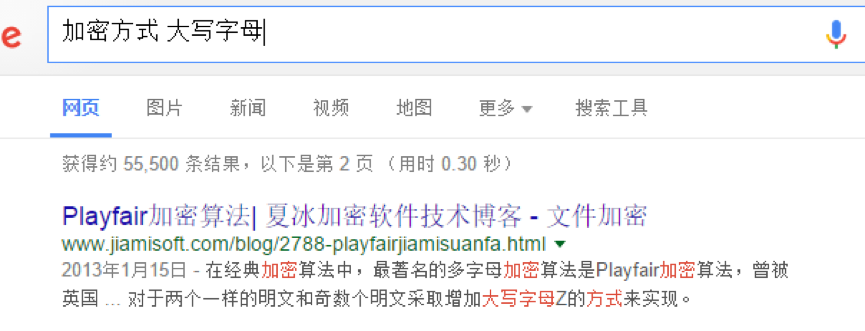 e 加密方式 大写字母
网页 图片 新闻 视频 地图 更多 搜索工具
获得约 55,500 条结果，以下是第 2 页 （用时 0.30 秒）
Playfair加密算法| 夏冰加密软件技术博客 - 文件加密
www.jiamisoft.com/blog/2788-playfairjiamisuanfa.html
2013年1月15日 - 在经典加密算法中，最著名的多字母加密算法是Playfair加密算法，曾被
英国 ... 对于两个一样的明文和奇数个明文采取增加大写字母Z的方式来实现。